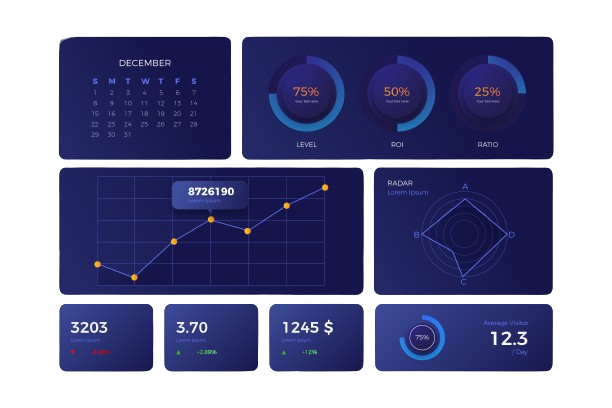 DECEMBER
S M T W T F S
1 2 3 4 5 6 7
8 9 10 11 12 13 14
15 16 17 18 19 20 21
22 23 24 25 26 27 28
29 30 31
75%
Your Text Here
LEVEL
50%
Your Text Here
ROI
25%
Your Text Here
RATIO
8726190
Lorem Ipsum
RADAR
Lorem Ipsum
A
B
D
C
3203
Lorem Ipsum
3.70
Lorem Ipsum
+2.89%
1245 $
Lorem Ipsum
+12%
75%
Average Visitor
12.3
/ Day